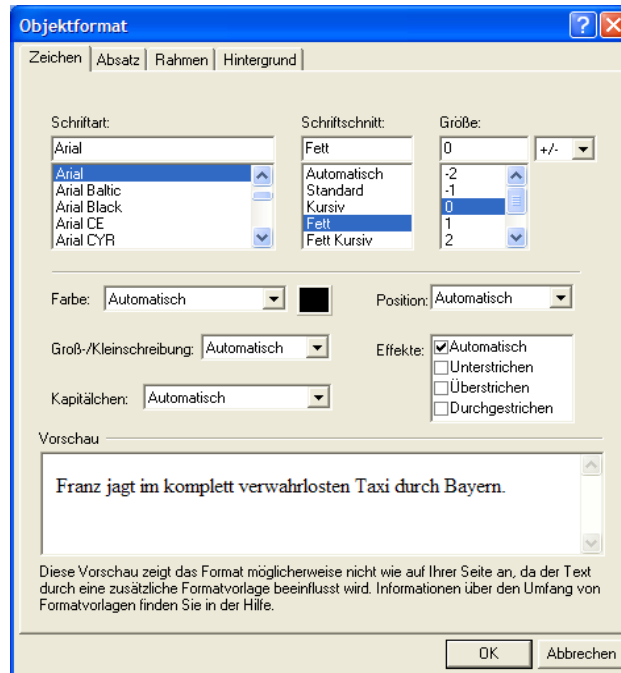 Objektformat
Zeichen Absatz Rahmen Hintergrund
Schriftart: Schriftschnitt: Größe:
Arial Fett 0 +/-
Arial Automatisch -2
Arial Baltic Standard -1
Arial Black Kursiv 0
Arial CE Fett 1
Arial CYR Fett Kursiv 2
Farbe: Automatisch Position: Automatisch
Groß-/Kleinschreibung: Automatisch Effekte: Automatisch
Unterstrichen
Überstrichen
Kapitälchen: Automatisch Durchgestrichen
Vorschau
Franz jagt im komplett verwahrlosten Taxi durch Bayern.
Diese Vorschau zeigt das Format möglicherweise nicht wie auf Ihrer Seite an, da der Text
durch eine zusätzliche Formatvorlage beeinflusst wird. Informationen über den Umfang von
Formatvorlagen finden Sie in der Hilfe.
OK Abbrechen